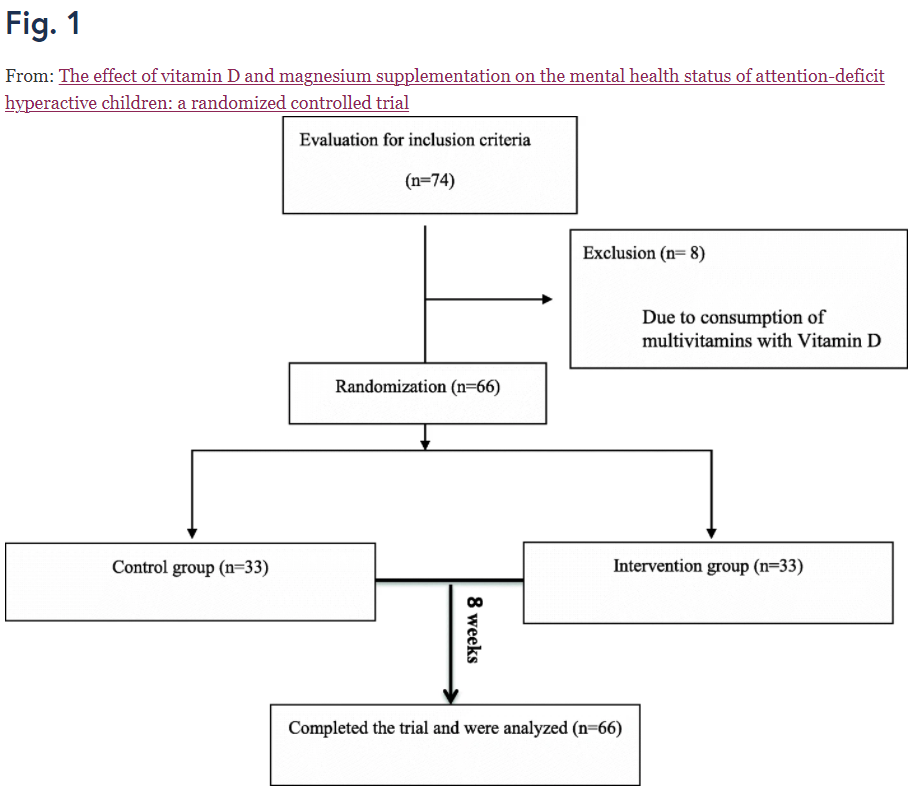 Fig. 1
From: The effect of vitamin D and magnesium supplementation on the mental health status of attention-deficit
hyperactive children: a randomized controlled trial
Evaluation for inclusion criteria
(n=74)
Exclusion (n= 8)
Due to consumption of
multivitamins with Vitamin D
Randomization (n=66)
Control group (n=33)
Intervention group (n=33)
8 weeks
Completed the trial and were analyzed (n=66)